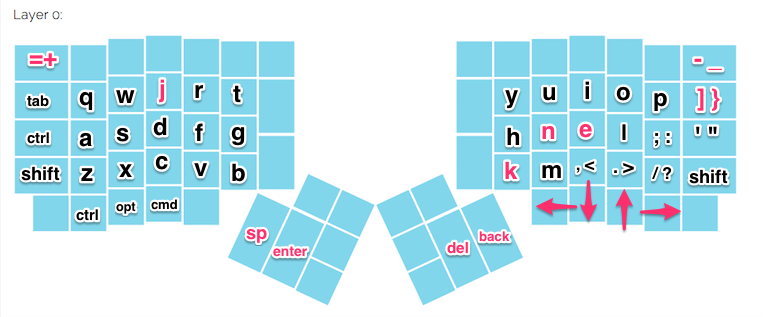 Layer 0:
=+ - _
tab q w j r t y u i o p ] }
ctrl a s d f g h n e l ; : ' "
shift z x c v b k m , < . > / ? shift
ctrl opt cmd
sp enter del back